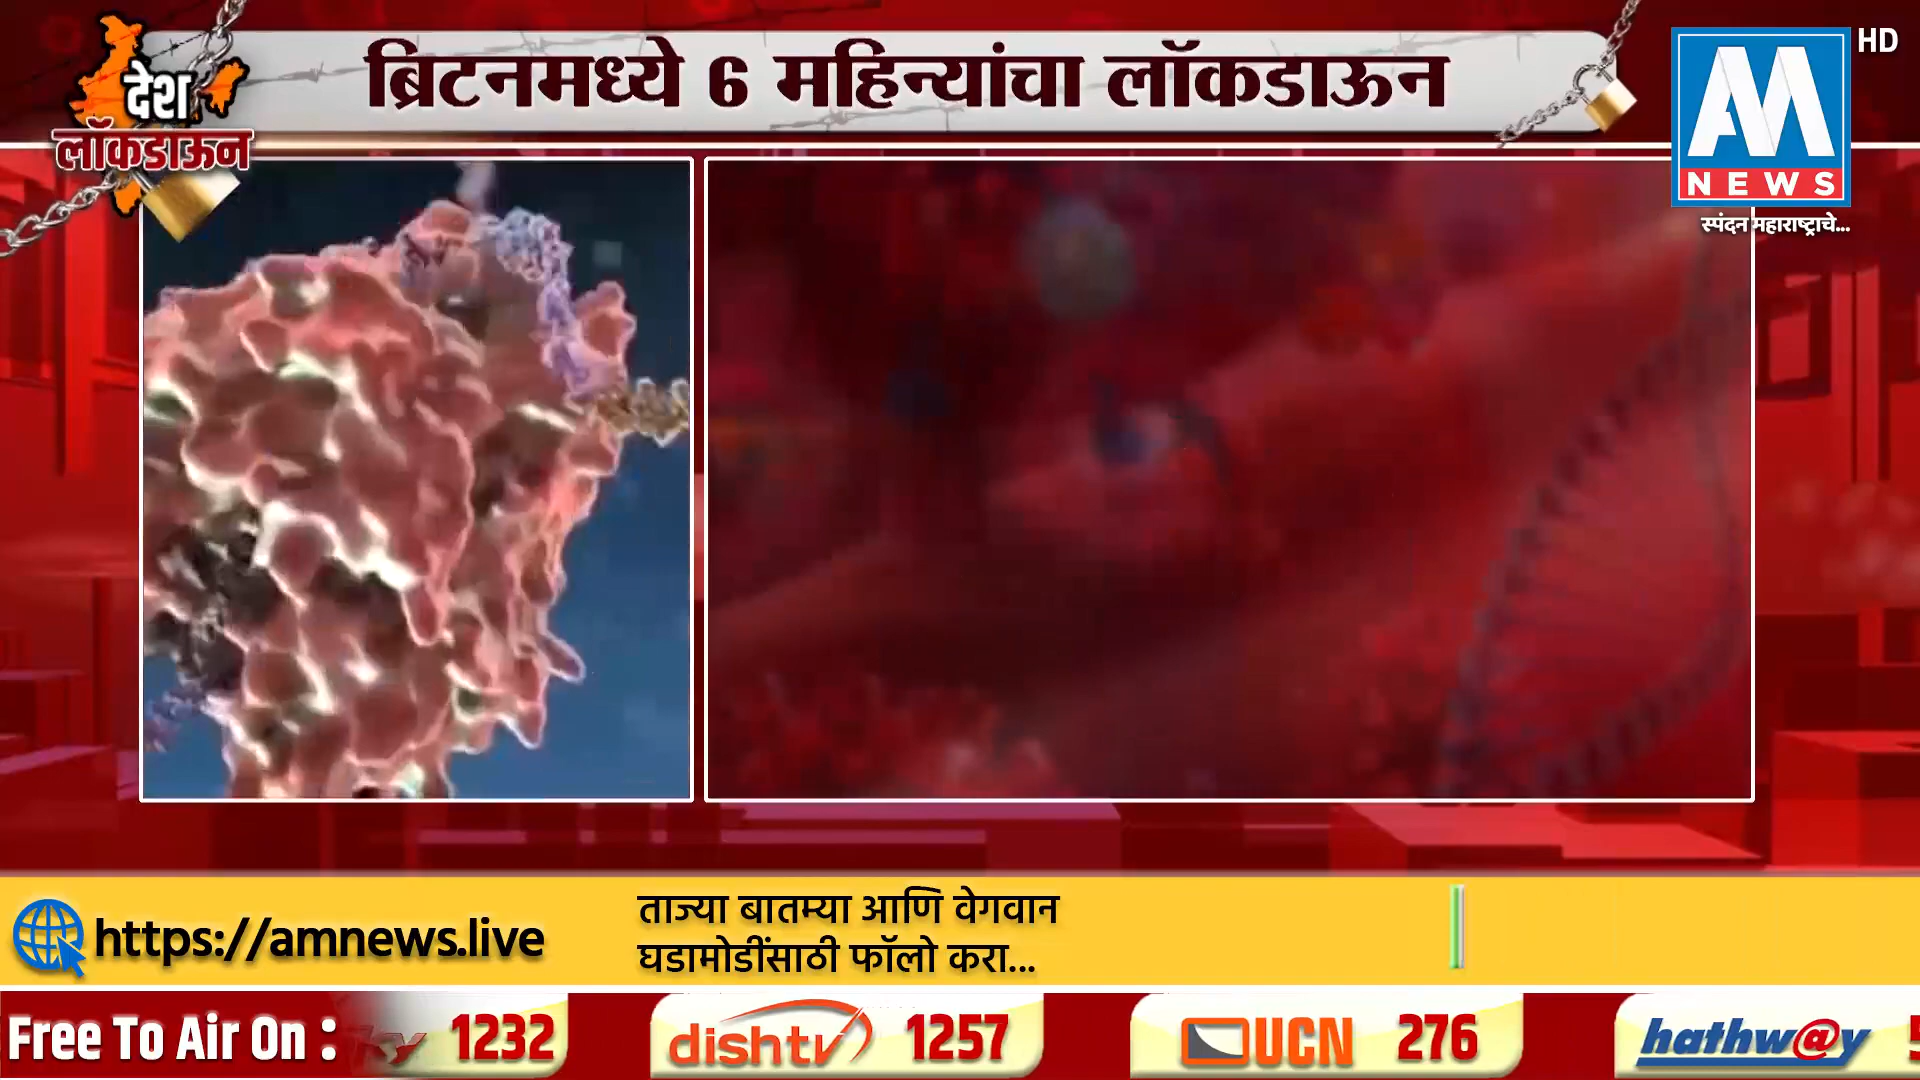 देश
लॉकडाऊन
ब्रिटनमध्ये 6 महिन्यांचा लॉकडाऊन
AM
NEWS
HD
स्पंदन महाराष्ट्राचे...
https://amnews.live
ताज्या बातम्या आणि वेगवान
घडामोडींसाठी फॉलो करा...
Free To Air On : 1232 dishtv 1257 UCN 276 hathw@y